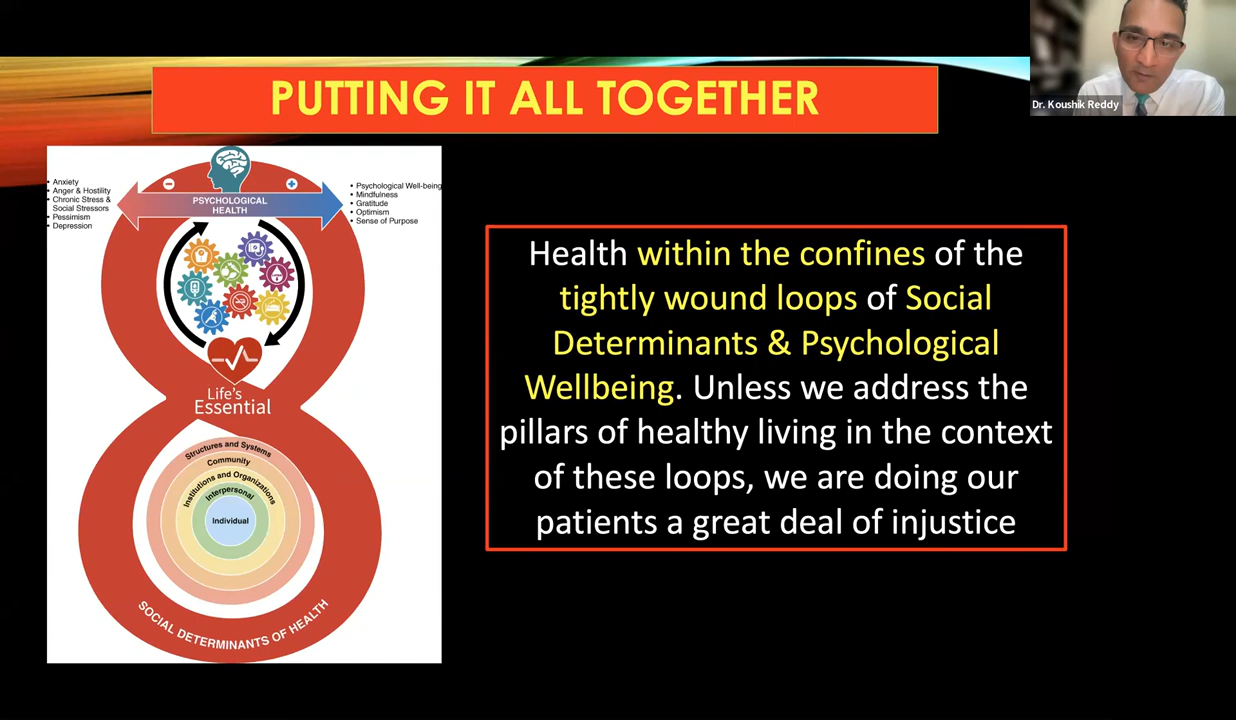 Dr. Koushik Reddy
PUTTING IT ALL TOGETHER
• Anxiety
• Anger & Hostility
• Chronic Stress &
Social Stressors
• Pessimism
• Depression
PSYCHOLOGICAL
HEALTH
• Psychological Well-being
• Mindfulness
• Gratitude
• Optimism
• Sense of Purpose
Life's
Essential
Structures and Systems
Community
Institutions and Organizations
Interpersonal
Individual
SOCIAL DETERMINANTS OF HEALTH
Health within the confines of the
tightly wound loops of Social
Determinants & Psychological
Wellbeing. Unless we address the
pillars of healthy living in the context
of these loops, we are doing our
patients a great deal of injustice